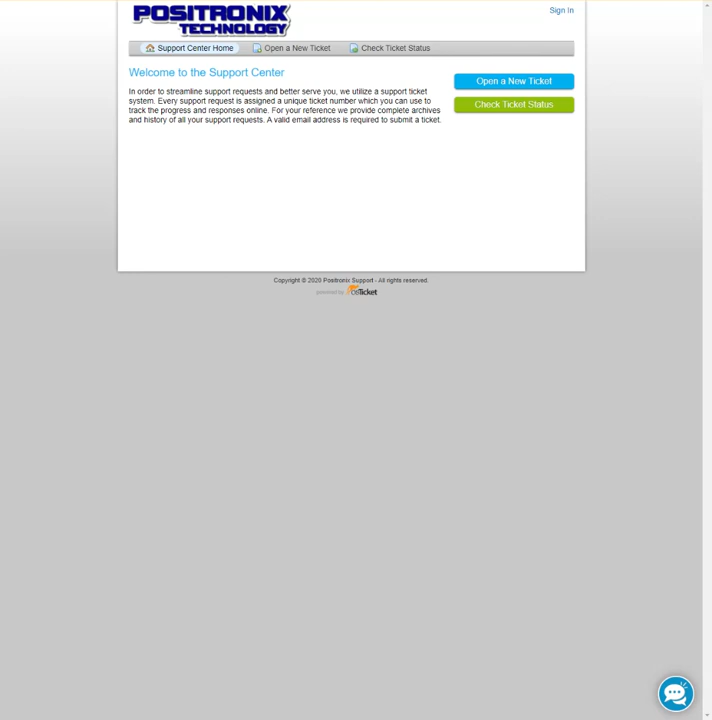 POSITRONIX
TECHNOLOGY
Sign In
Support Center Home Open a New Ticket Check Ticket Status
Welcome to the Support Center
In order to streamline support requests and better serve you, we utilize a support ticket
system. Every support request is assigned a unique ticket number which you can use to
track the progress and responses online. For your reference we provide complete archives
and history of all your support requests. A valid email address is required to submit a ticket.
Open a New Ticket
Check Ticket Status
Copyright © 2020 Positronix Support - All rights reserved.
powered by osTicket